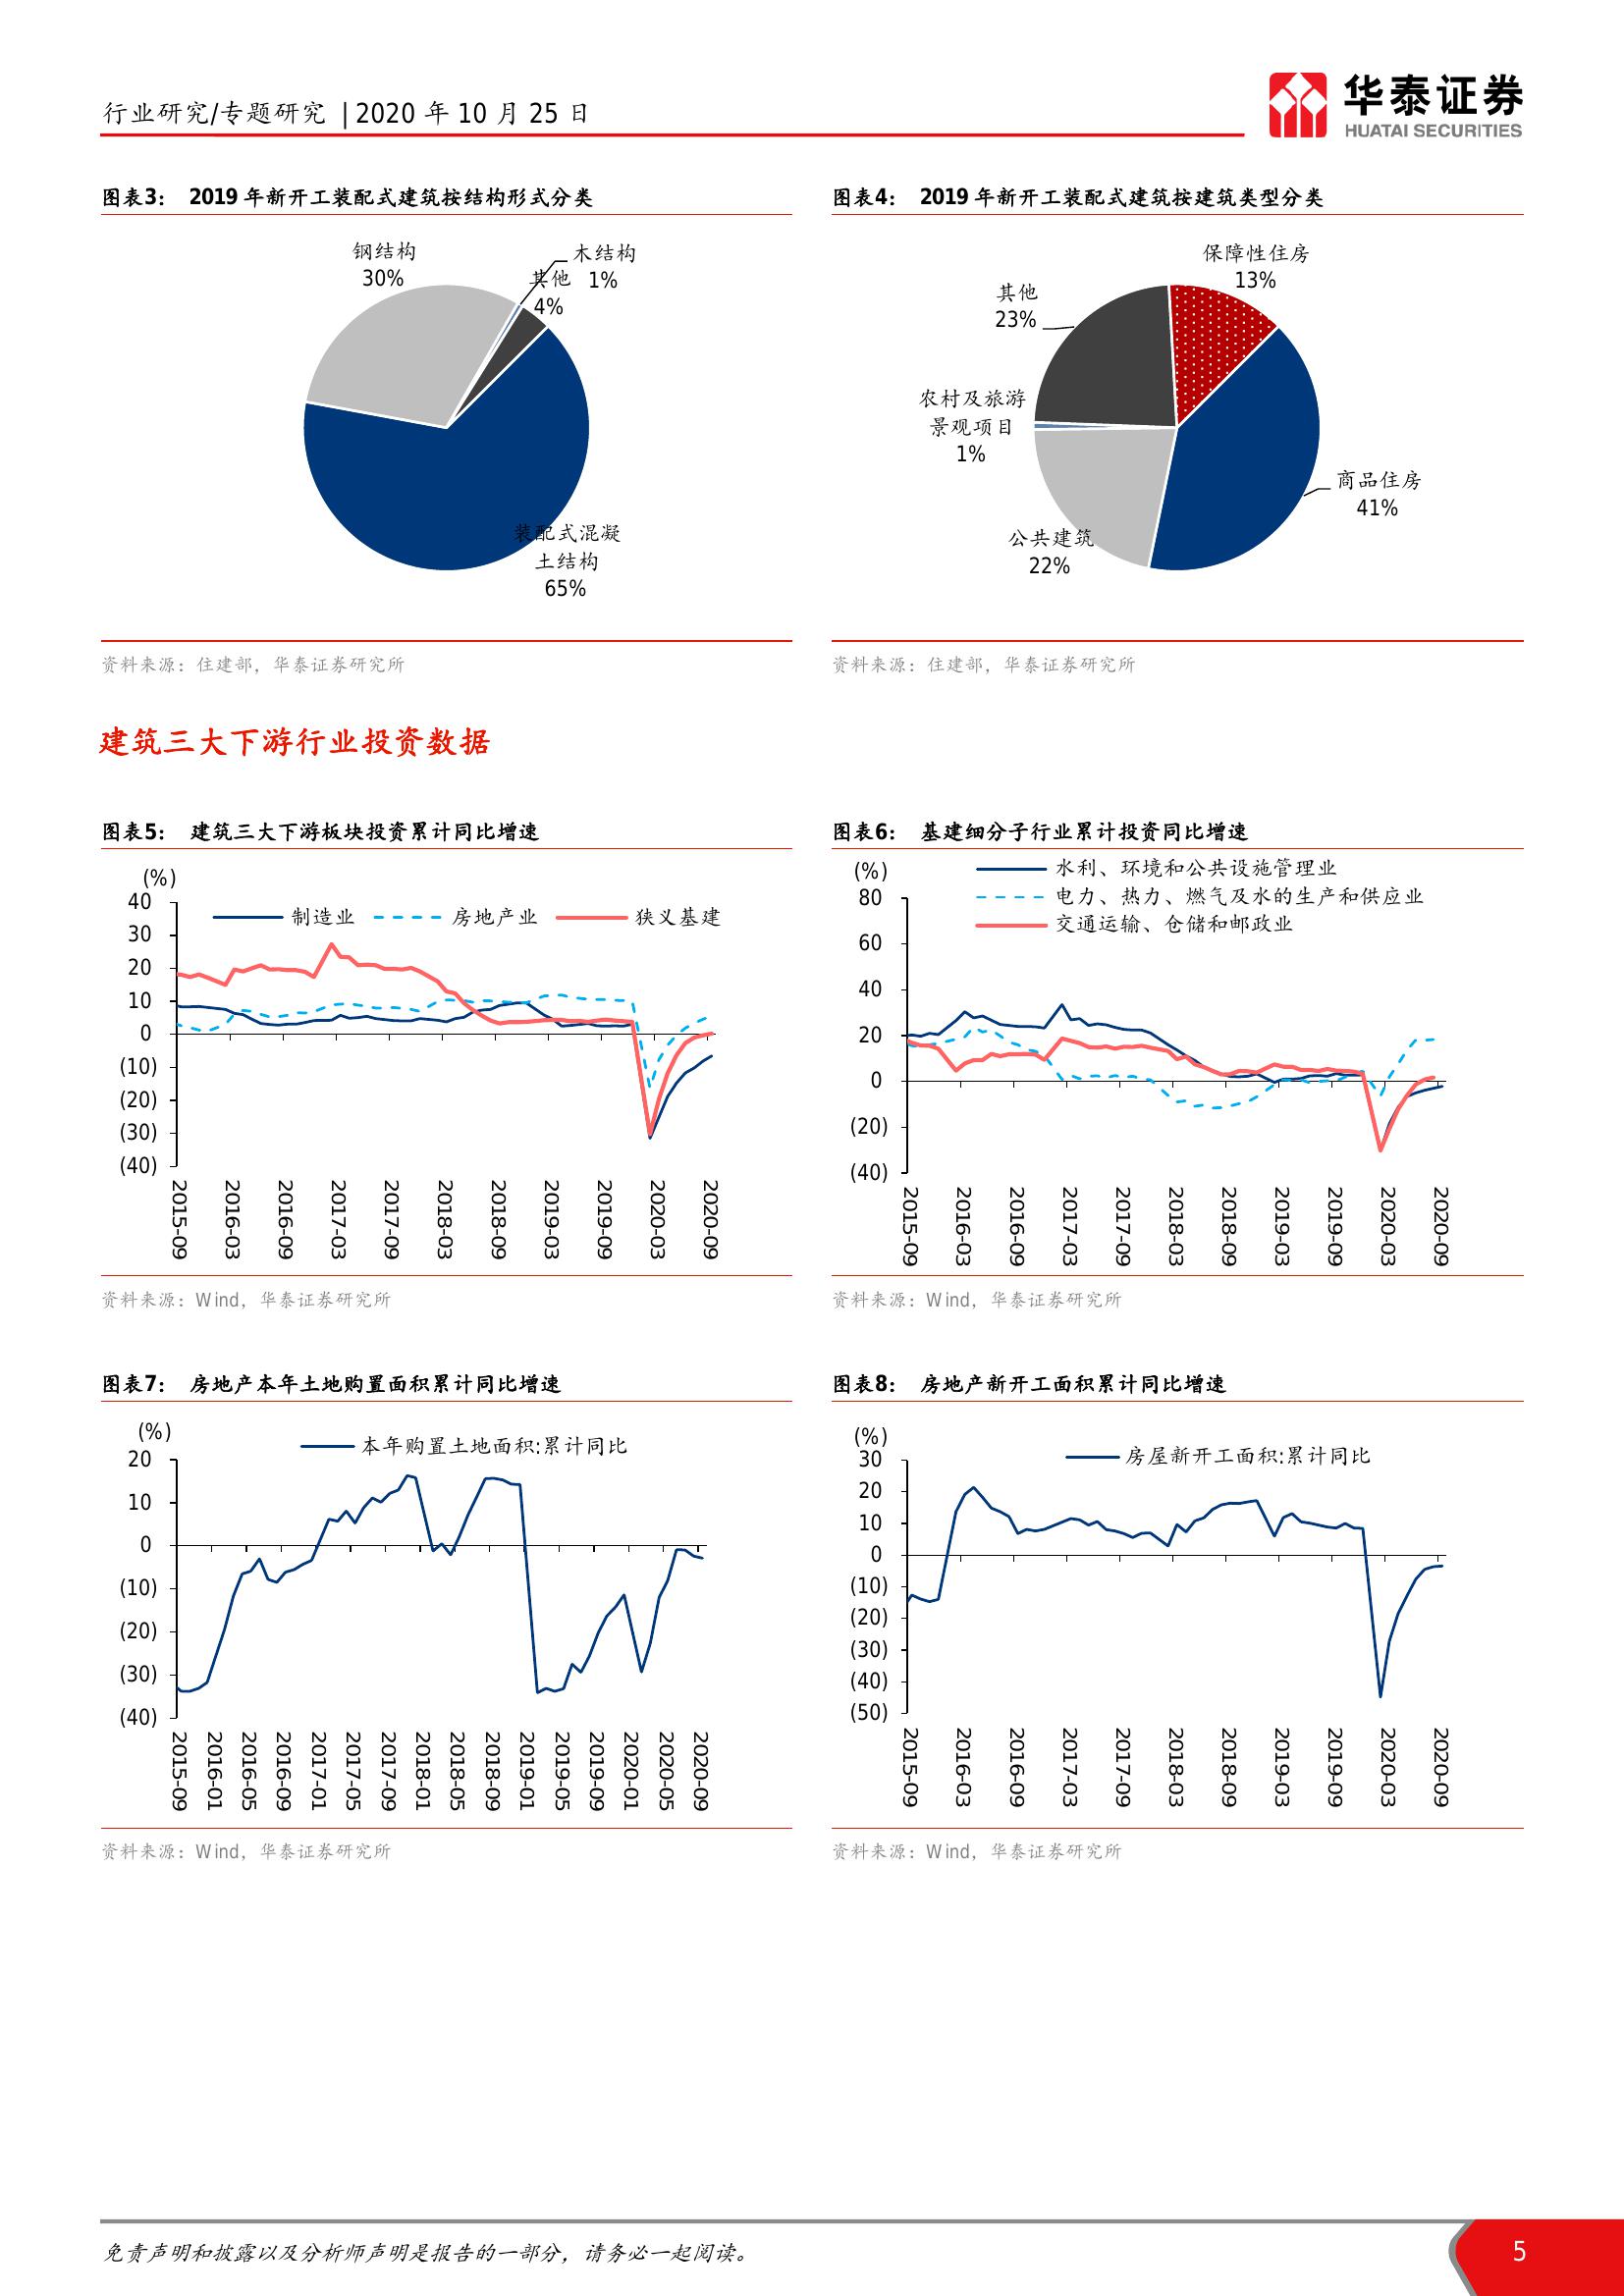 行业研究/专题研究 | 2020 年 10 月 25 日
华泰证券
HUATAI SECURITIES
图表3： 2019 年新开工装配式建筑按结构形式分类
钢结构
30%
木结构
1%
其他
4%
装配式混凝
土结构
65%
资料来源：住建部，华泰证券研究所
图表4： 2019 年新开工装配式建筑按建筑类型分类
保障性住房
13%
其他
23%
农村及旅游
景观项目
1%
商品住房
41%
公共建筑
22%
资料来源：住建部，华泰证券研究所
建筑三大下游行业投资数据
图表5： 建筑三大下游板块投资累计同比增速
(%)
制造业 房地产业 狭义基建
40
30
20
10
0
(10)
(20)
(30)
(40)
2015-09 2016-03 2016-09 2017-03 2017-09 2018-03 2018-09 2019-03 2019-09 2020-03 2020-09
资料来源：Wind，华泰证券研究所
图表6： 基建细分子行业累计投资同比增速
(%)
水利、环境和公共设施管理业
电力、热力、燃气及水的生产和供应业
交通运输、仓储和邮政业
80
60
40
20
0
(20)
(40)
2015-09 2016-03 2016-09 2017-03 2017-09 2018-03 2018-09 2019-03 2019-09 2020-03 2020-09
资料来源：Wind，华泰证券研究所
图表7： 房地产本年土地购置面积累计同比增速
(%)
本年购置土地面积:累计同比
20
10
0
(10)
(20)
(30)
(40)
2015-09 2016-01 2016-05 2016-09 2017-01 2017-05 2017-09 2018-01 2018-05 2018-09 2019-01 2019-05 2019-09 2020-01 2020-05 2020-09
资料来源：Wind，华泰证券研究所
图表8： 房地产新开工面积累计同比增速
(%)
房屋新开工面积:累计同比
30
20
10
0
(10)
(20)
(30)
(40)
(50)
2015-09 2016-03 2016-09 2017-03 2017-09 2018-03 2018-09 2019-03 2019-09 2020-03 2020-09
资料来源：Wind，华泰证券研究所
免责声明和披露以及分析师声明是报告的一部分，请务必一起阅读。
5